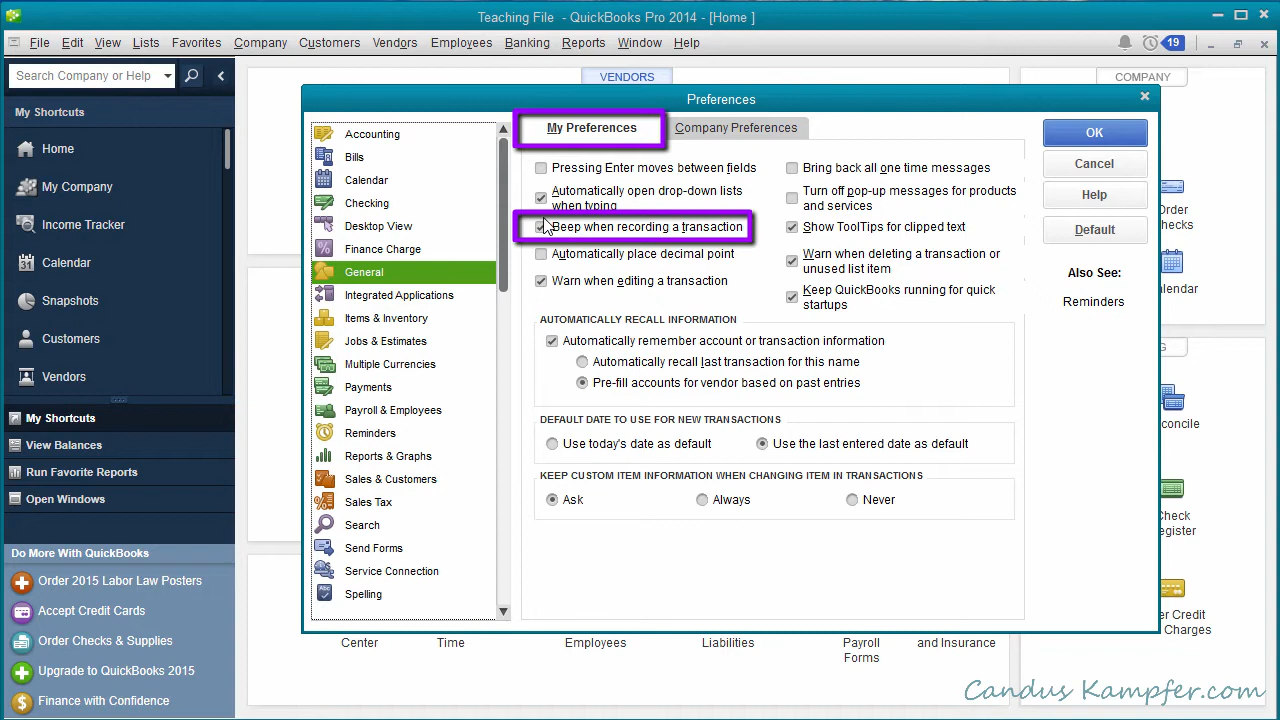 Teaching File - QuickBooks Pro 2014 - [Home ]
File Edit View Lists Favorites Company Customers Vendors Employees Banking Reports Window Help
19
Search Company or Help
My Shortcuts
Home
My Company
Income Tracker
Calendar
Snapshots
Customers
Vendors
My Shortcuts
View Balances
Run Favorite Reports
Open Windows
Do More With QuickBooks
Order 2015 Labor Law Posters
Accept Credit Cards
Order Checks & Supplies
Upgrade to QuickBooks 2015
Finance with Confidence
VENDORS
COMPANY
Preferences
Accounting
Bills
Calendar
Checking
Desktop View
Finance Charge
General
Integrated Applications
Items & Inventory
Jobs & Estimates
Multiple Currencies
Payments
Payroll & Employees
Reminders
Reports & Graphs
Sales & Customers
Sales Tax
Search
Send Forms
Service Connection
Spelling
My Preferences
Company Preferences
Pressing Enter moves between fields
Automatically open drop-down lists
when typing
Beep when recording a transaction
Automatically place decimal point
Warn when editing a transaction
Bring back all one time messages
Turn off pop-up messages for products
and services
Show ToolTips for clipped text
Warn when deleting a transaction or
unused list item
Keep QuickBooks running for quick
startups
AUTOMATICALLY RECALL INFORMATION
Automatically remember account or transaction information
Automatically recall last transaction for this name
Pre-fill accounts for vendor based on past entries
DEFAULT DATE TO USE FOR NEW TRANSACTIONS
Use today's date as default
Use the last entered date as default
KEEP CUSTOM ITEM INFORMATION WHEN CHANGING ITEM IN TRANSACTIONS
Ask
Always
Never
OK
Cancel
Help
Default
Also See:
Reminders
Order
Checks
lendar
G
concile
Check
egister
er Credit
Charges
Center
Time
Employees
Liabilities
Payroll
Forms
and Insurance
Candus Kampfer.com